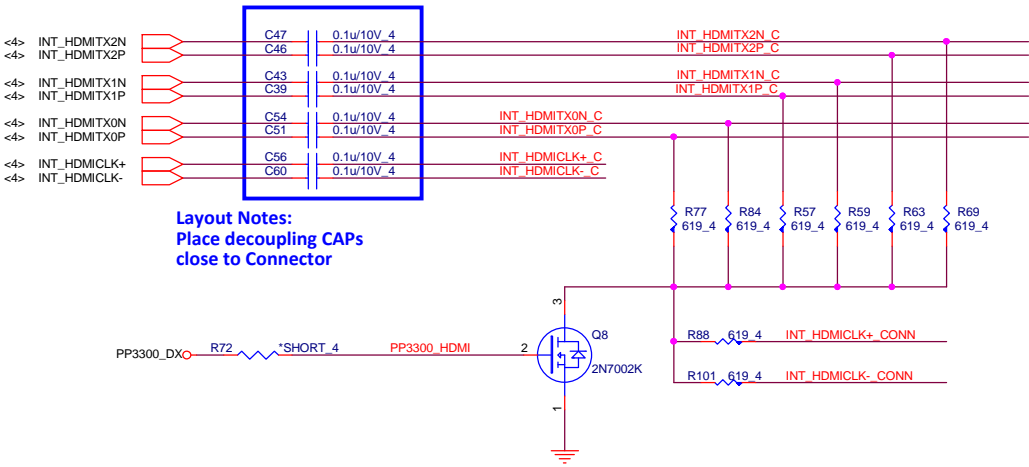 <4> INT_HDMITX2N C47 0.1u/10V_4 INT_HDMITX2N_C
<4> INT_HDMITX2P C46 0.1u/10V_4 INT_HDMITX2P_C
<4> INT_HDMITX1N C43 0.1u/10V_4 INT_HDMITX1N_C
<4> INT_HDMITX1P C39 0.1u/10V_4 INT_HDMITX1P_C
<4> INT_HDMITX0N C54 0.1u/10V_4 INT_HDMITX0N_C
<4> INT_HDMITX0P C51 0.1u/10V_4 INT_HDMITX0P_C
<4> INT_HDMICLK+ C56 0.1u/10V_4 INT_HDMICLK+_C
<4> INT_HDMICLK- C60 0.1u/10V_4 INT_HDMICLK-_C
Layout Notes:
Place decoupling CAPs
close to Connector
R77 R84 R57 R59 R63 R69
619_4 619_4 619_4 619_4 619_4 619_4
3
Q8
R88 619_4 INT_HDMICLK+_CONN
PP3300_DX R72 *SHORT_4 PP3300_HDMI 2
2N7002K
R101 619_4 INT_HDMICLK-_CONN
1